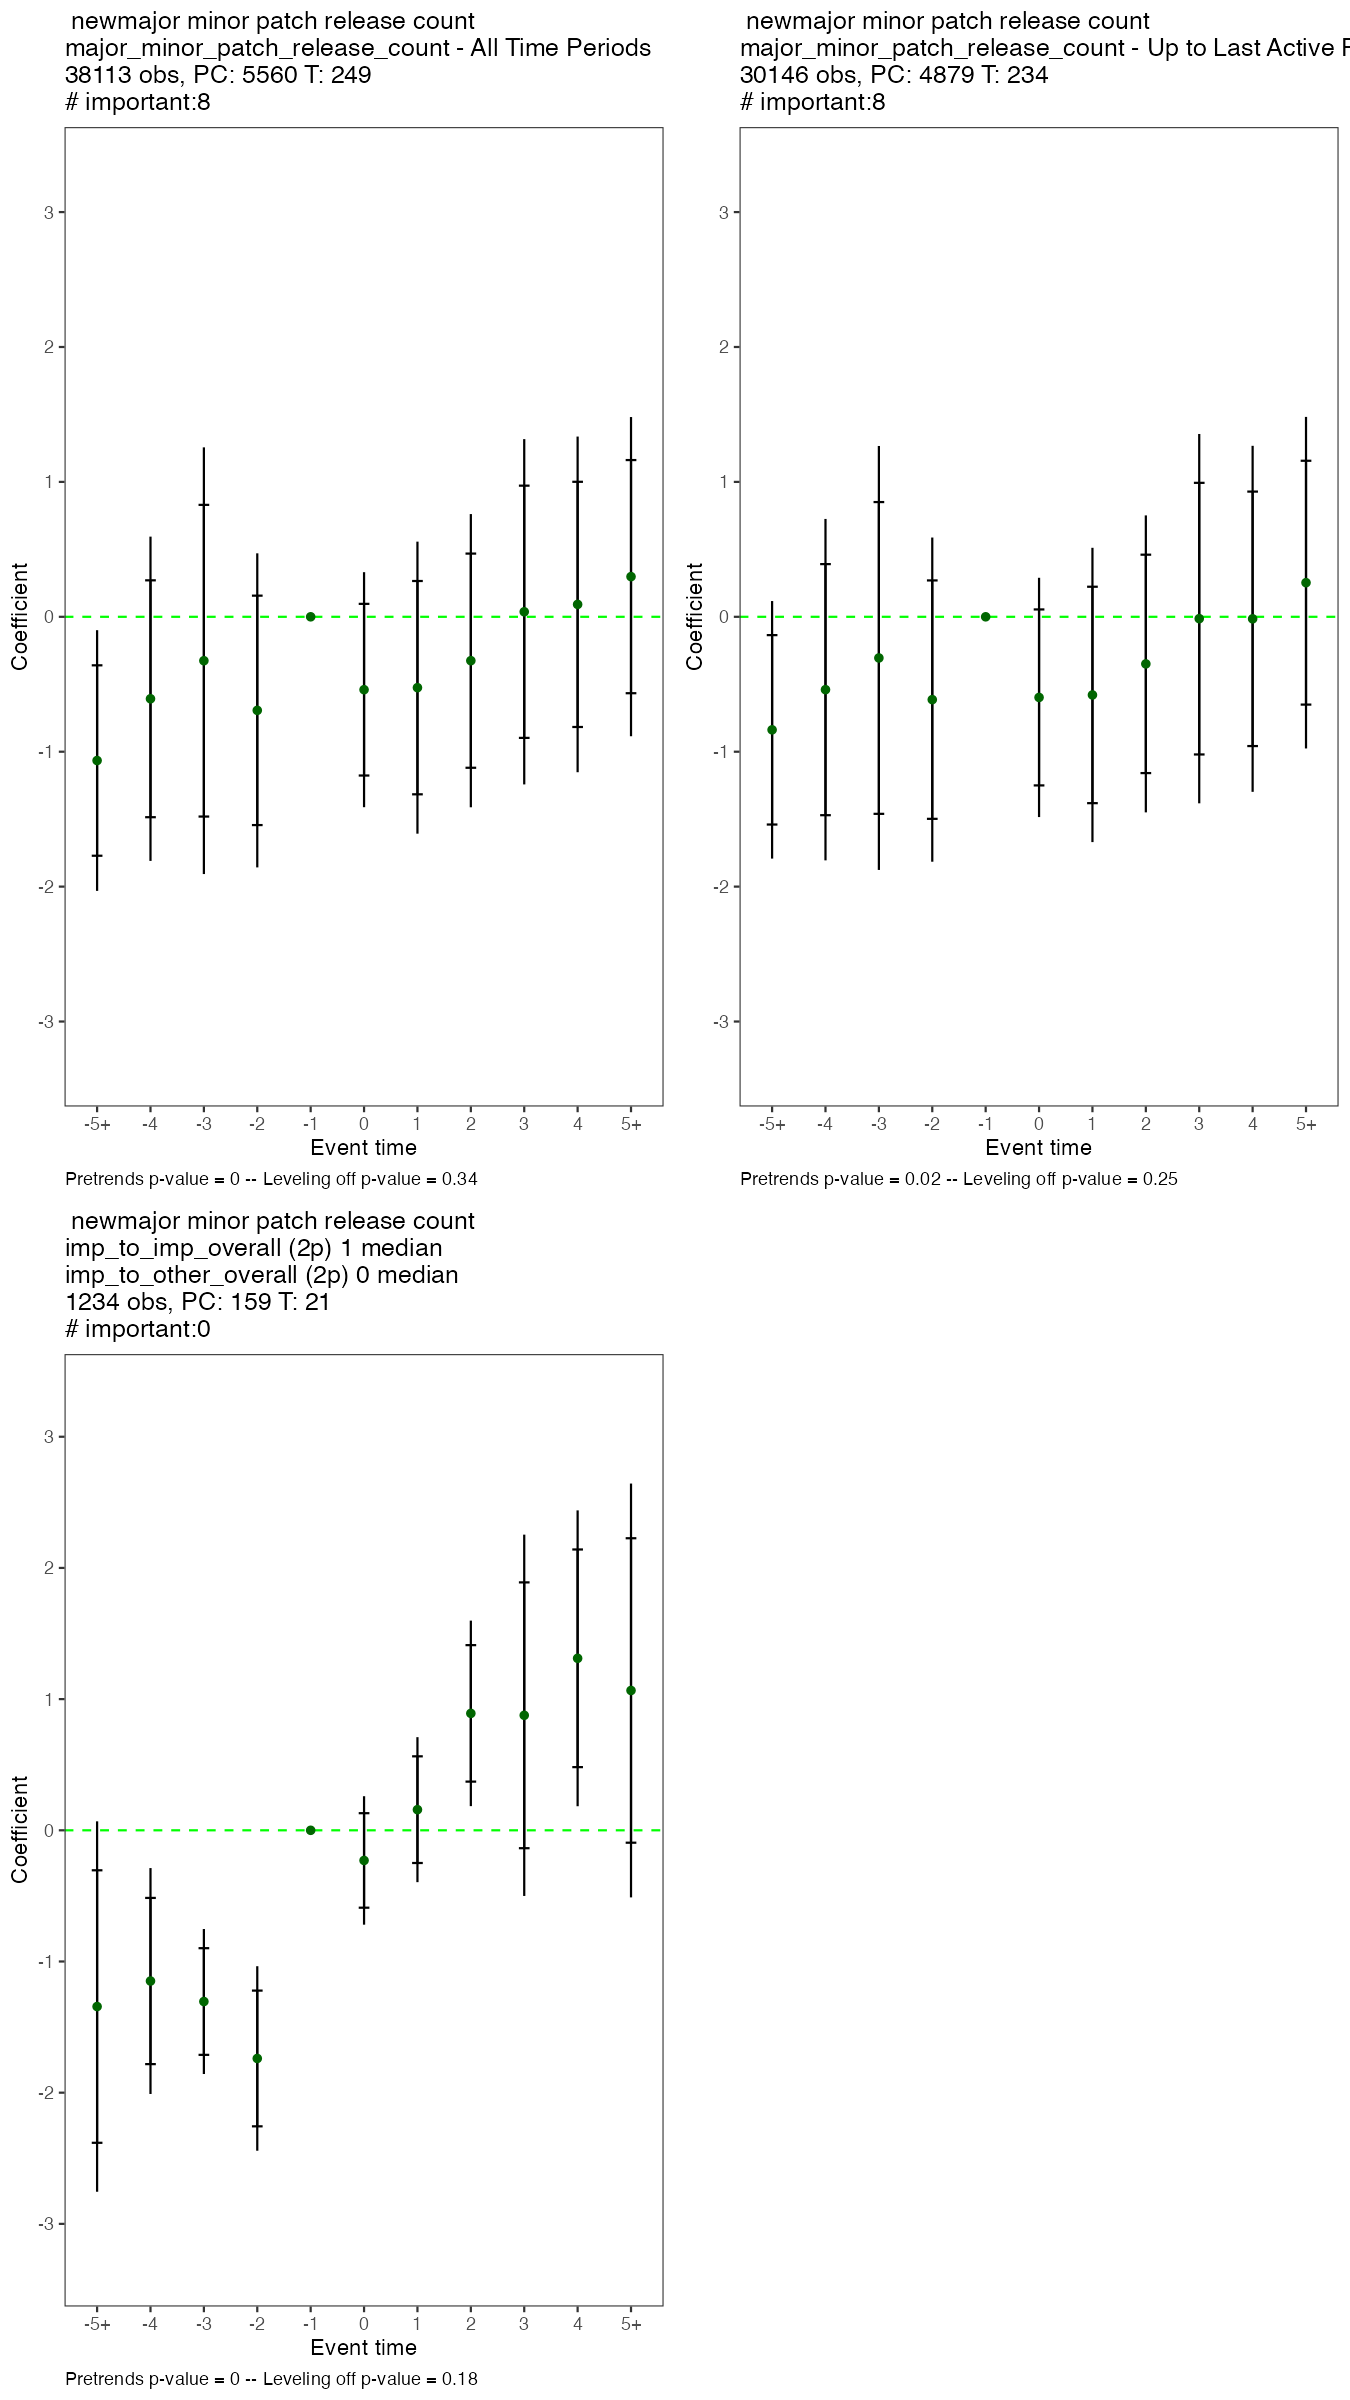 newmajor minor patch release count
major_minor_patch_release_count - All Time Periods
38113 obs, PC: 5560 T: 249
# important:8
3
2
1
0
-1
-2
-3
Coefficient
-5+ -4 -3 -2 -1 0 1 2 3 4 5+
Event time
Pretrends p-value = 0 -- Leveling off p-value = 0.34
newmajor minor patch release count
major_minor_patch_release_count - Up to Last Active
30146 obs, PC: 4879 T: 234
# important:8
3
2
1
0
-1
-2
-3
Coefficient
-5+ -4 -3 -2 -1 0 1 2 3 4 5+
Event time
Pretrends p-value = 0.02 -- Leveling off p-value = 0.25
newmajor minor patch release count
imp_to_imp_overall (2p) 1 median
imp_to_other_overall (2p) 0 median
1234 obs, PC: 159 T: 21
# important:0
3
2
1
0
-1
-2
-3
Coefficient
-5+ -4 -3 -2 -1 0 1 2 3 4 5+
Event time
Pretrends p-value = 0 -- Leveling off p-value = 0.18